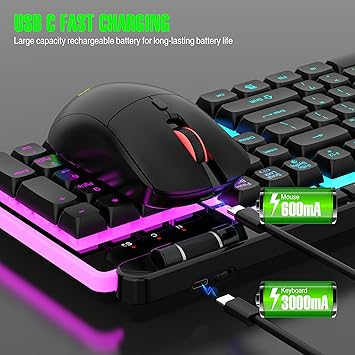 USB C FAST CHARGING
Large capacity rechargeable battery for long-lasting battery life
Mouse
600mA
Keyboard
3000mA